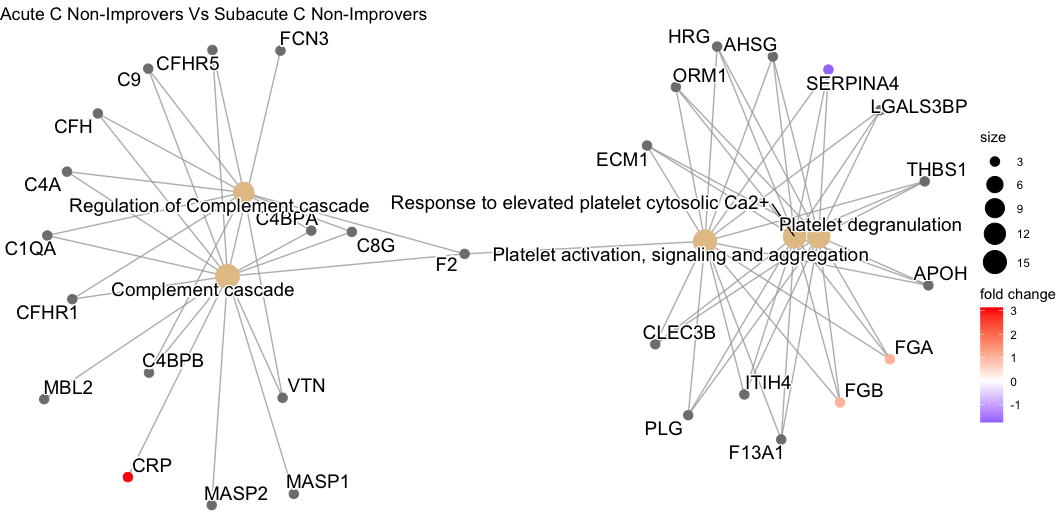 Acute C Non-Improvers Vs Subacute C Non-Improvers
FCN3
CFHR5
C9
CFH
C4A
Regulation of Complement cascade
C4BPA
C1QA
C8G
F2
Complement cascade
CFHR1
C4BPB
MBL2
VTN
CRP
MASP2
MASP1
HRG
AHSG
ORM1
SERPINA4
LGALS3BP
ECM1
THBS1
Response to elevated platelet cytosolic Ca2+
Platelet degranulation
Platelet activation, signaling and aggregation
APOH
CLEC3B
FGA
ITIH4
FGB
PLG
F13A1
size
3
6
9
12
15
fold change
3
2
1
0
-1